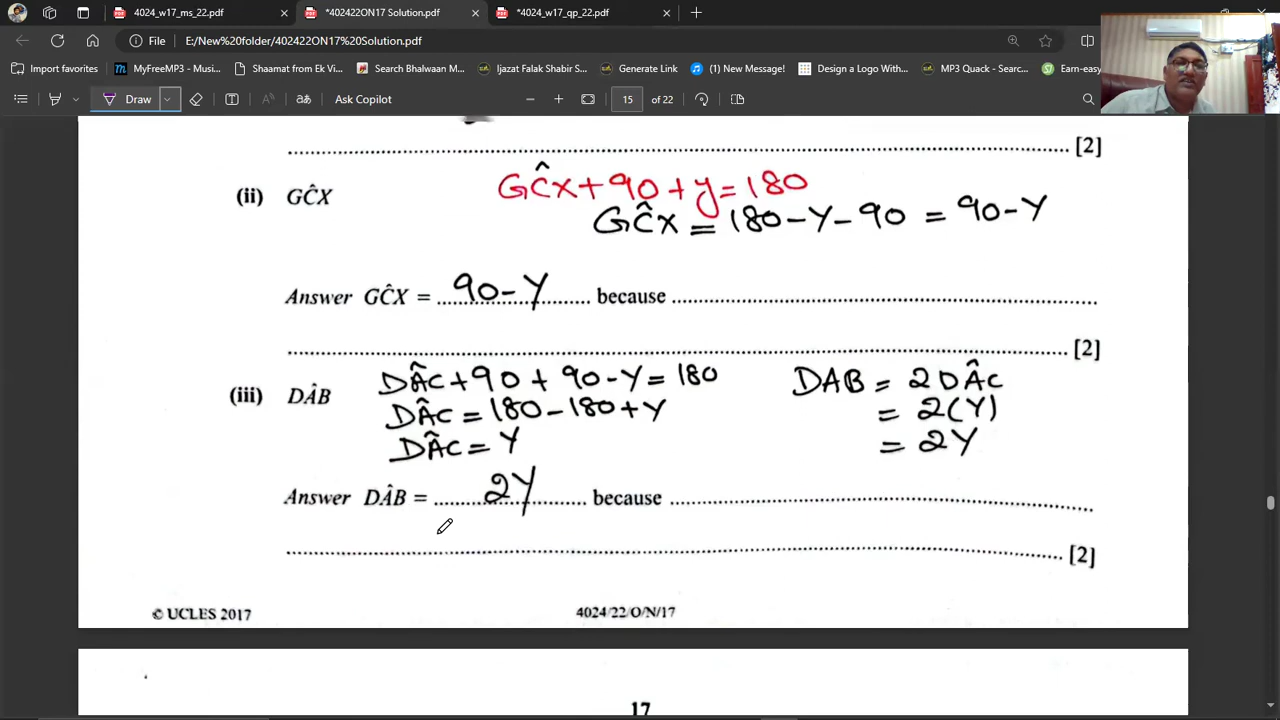 4024_w17_ms_22.pdf
*402422ON17 Solution.pdf
*4024_w17_qp_22.pdf
File E:/New%20folder/402422ON17%20Solution.pdf
Import favorites
MyFreeMP3 - Musi...
Shaamat from Ek Vi...
Search Bhalwaan M...
Ijazat Falak Shabir S...
Generate Link
(1) New Message!
Design a Logo With...
MP3 Quack - Searc...
Earn-easy
Draw
Ask Copilot
15 of 22
[2]
(ii) GĈX
GĈX + 90 + y = 180
GĈX = 180 - Y - 90 = 90 - Y
Answer GĈX = 90 - Y because
[2]
(iii) DÂB
DÂC + 90 + 90 - Y = 180
DÂC = 180 - 180 + Y
DÂC = Y
DAB = 2DÂC
= 2(Y)
= 2Y
Answer DÂB = 2Y because
[2]
© UCLES 2017
4024/22/O/N/17
17